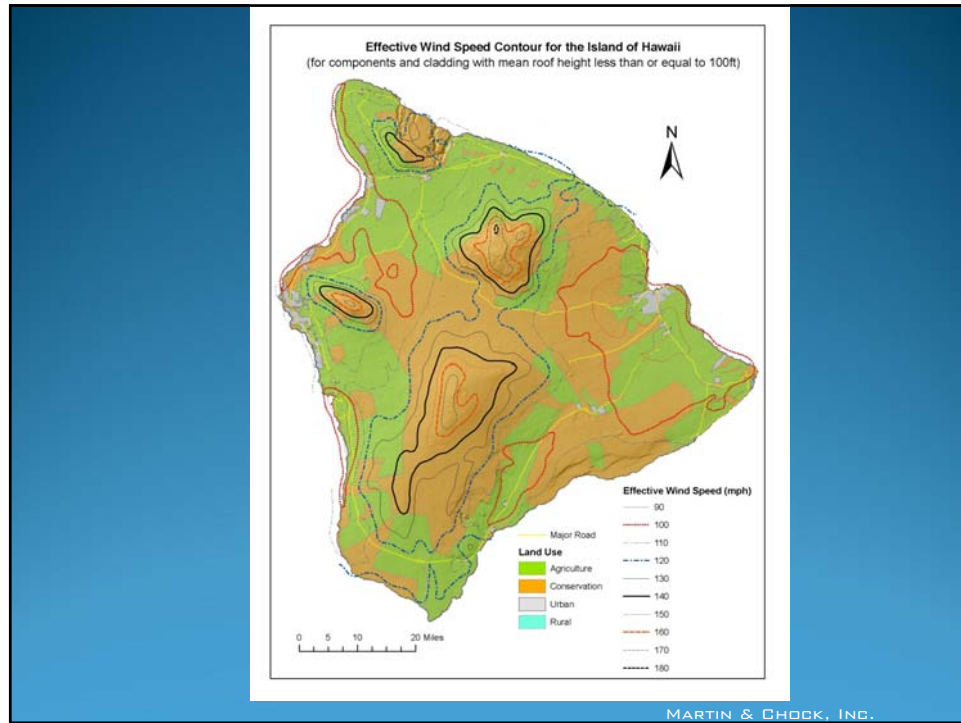 Effective Wind Speed Contour for the Island of Hawaii
(for components and cladding with mean roof height less than or equal to 100ft)
N
Effective Wind Speed (mph)
90
100
110
120
130
140
150
160
170
180
Major Road
Land Use
Agriculture
Conservation
Urban
Rural
0 5 10 20 Miles
MARTIN & CHOCK, INC.